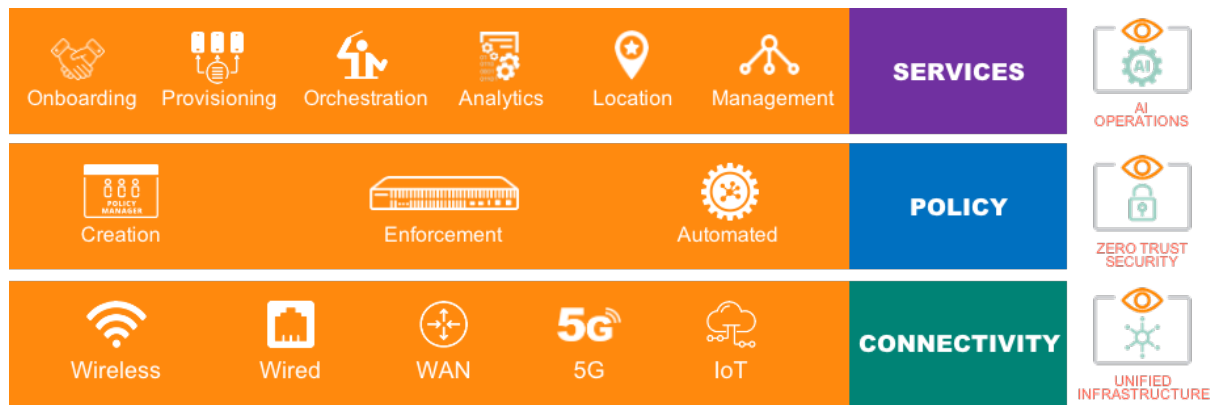 Onboarding
Provisioning
Orchestration
Analytics
Location
Management
SERVICES
AI
AI
OPERATIONS
POLICY
MANAGER
Creation
Enforcement
Automated
POLICY
ZERO TRUST
SECURITY
5G
Wireless
Wired
WAN
5G
IoT
CONNECTIVITY
UNIFIED
INFRASTRUCTURE